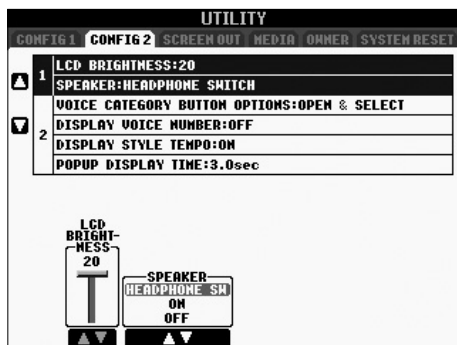 UTILITY
CONFIG 1 CONFIG 2 SCREEN OUT MEDIA OWNER SYSTEM RESET
1
LCD BRIGHTNESS:20
SPEAKER:HEADPHONE SWITCH
2
VOICE CATEGORY BUTTON OPTIONS:OPEN & SELECT
DISPLAY VOICE NUMBER:OFF
DISPLAY STYLE TEMPO:ON
POPUP DISPLAY TIME:3.0sec
LCD
BRIGHT-
NESS
20
SPEAKER
HEADPHONE SW
ON
OFF